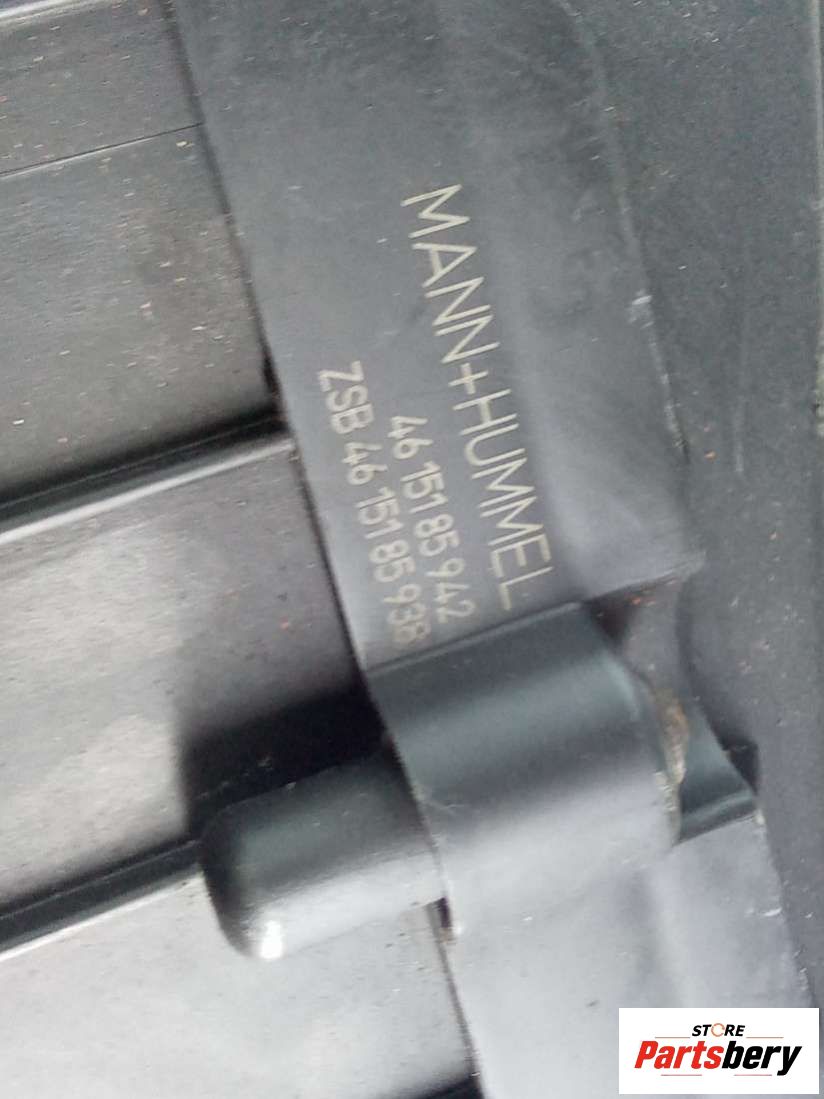 MANN+HUMMEL
46 151 85 942
ZSB 46 151 85 938
STORE
Partsbery